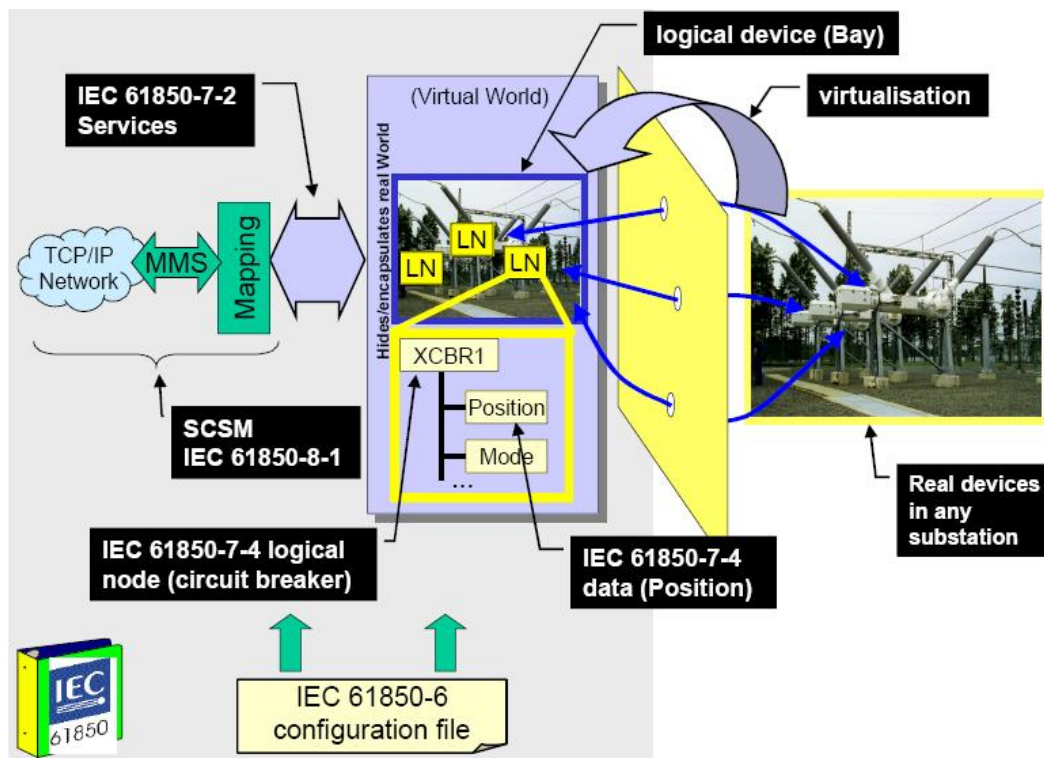 logical device (Bay)
IEC 61850-7-2
Services
(Virtual World)
virtualisation
Hides/encapsulates real World
TCP/IP
Network
MMS
Mapping
LN
LN
LN
XCBR1
Position
Mode
...
SCSM
IEC 61850-8-1
Real devices
in any
substation
IEC 61850-7-4 logical
node (circuit breaker)
IEC 61850-7-4
data (Position)
IEC 61850-6
configuration file
IEC
61850